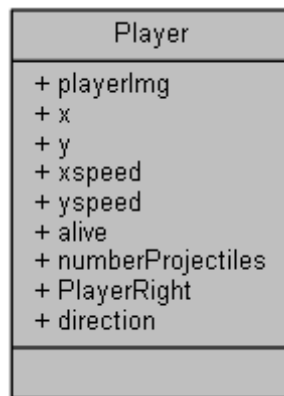 Player
+ playerImg
+ x
+ y
+ xspeed
+ yspeed
+ alive
+ numberProjectiles
+ PlayerRight
+ direction